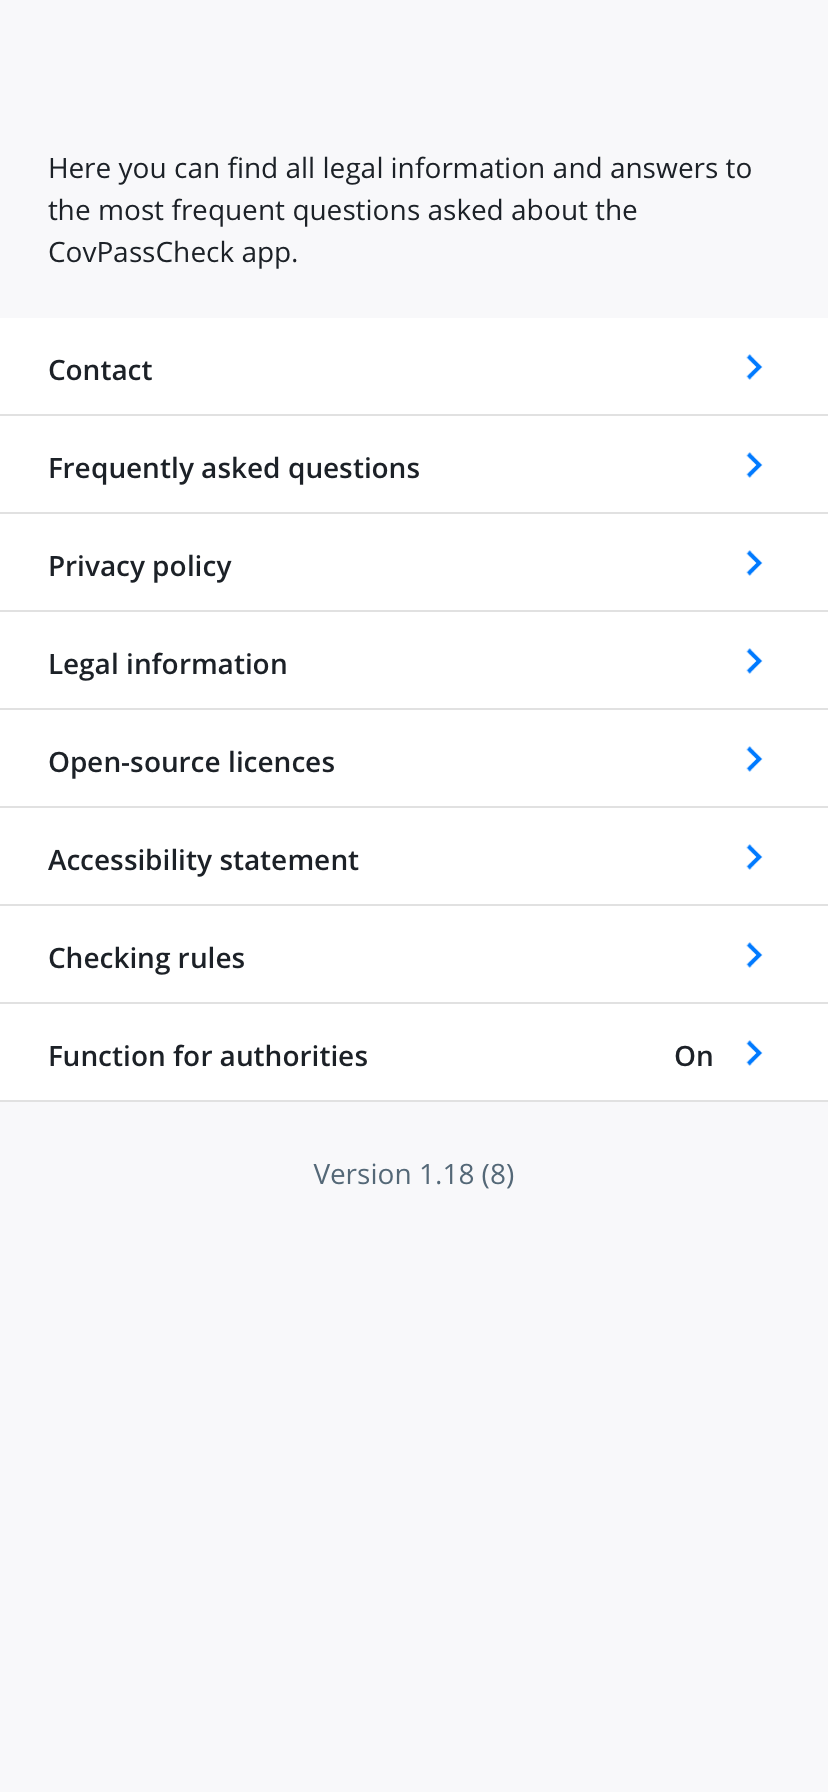 Here you can find all legal information and answers to
the most frequent questions asked about the
CovPassCheck app.
Contact
Frequently asked questions
Privacy policy
Legal information
Open-source licences
Accessibility statement
Checking rules
Function for authorities On
Version 1.18 (8)